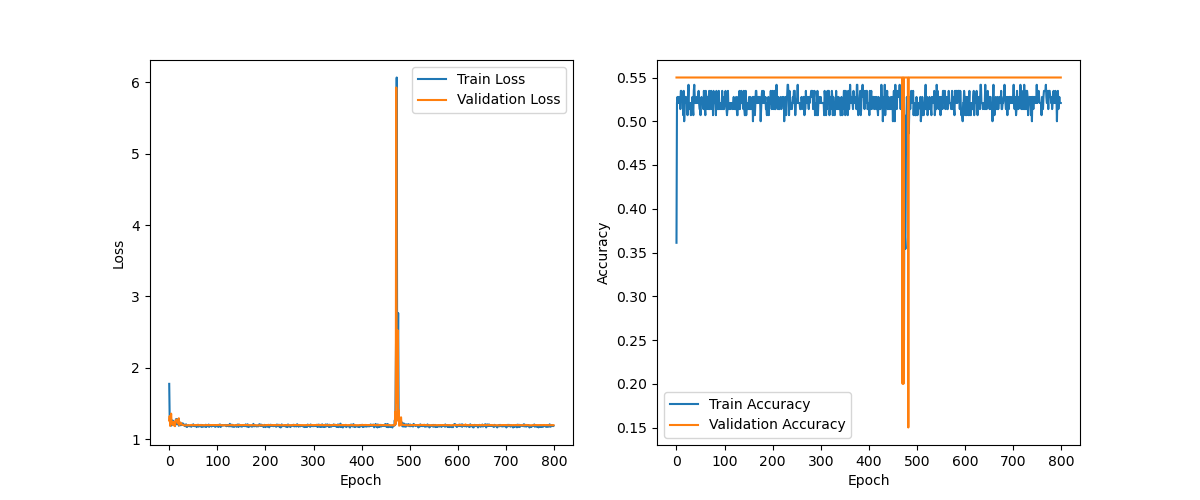 6
5
4
3
2
1
Loss
0 100 200 300 400 500 600 700 800
Epoch
Train Loss
Validation Loss
0.55
0.50
0.45
0.40
0.35
0.30
0.25
0.20
0.15
Accuracy
0 100 200 300 400 500 600 700 800
Epoch
Train Accuracy
Validation Accuracy